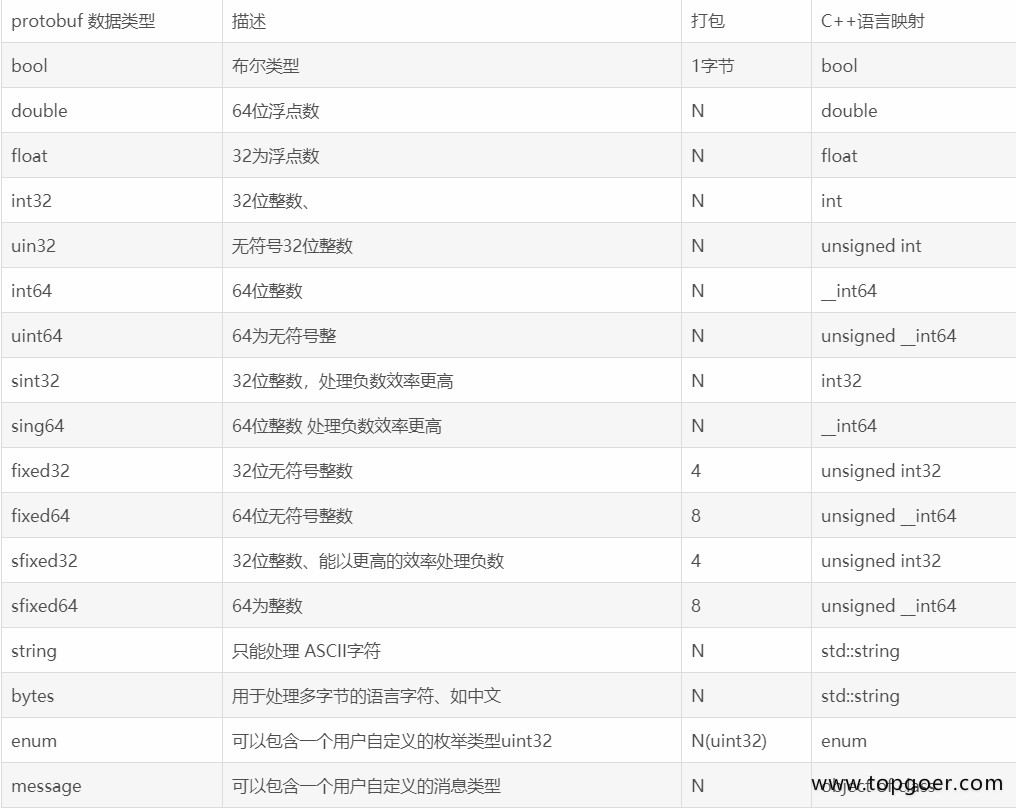 protobuf 数据类型 描述 打包 C++语言映射
bool 布尔类型 1字节 bool
double 64位浮点数 N double
float 32为浮点数 N float
int32 32位整数、 N int
uin32 无符号32位整数 N unsigned int
int64 64位整数 N __int64
uint64 64为无符号整 N unsigned __int64
sint32 32位整数，处理负数效率更高 N int32
sing64 64位整数 处理负数效率更高 N __int64
fixed32 32位无符号整数 4 unsigned int32
fixed64 64位无符号整数 8 unsigned __int64
sfixed32 32位整数、能以更高的效率处理负数 4 unsigned int32
sfixed64 64为整数 8 unsigned __int64
string 只能处理 ASCII字符 N std::string
bytes 用于处理多字节的语言字符、如中文 N std::string
enum 可以包含一个用户自定义的枚举类型uint32 N(uint32) enum
message 可以包含一个用户自定义的消息类型 N object of class
www.topgoer.com